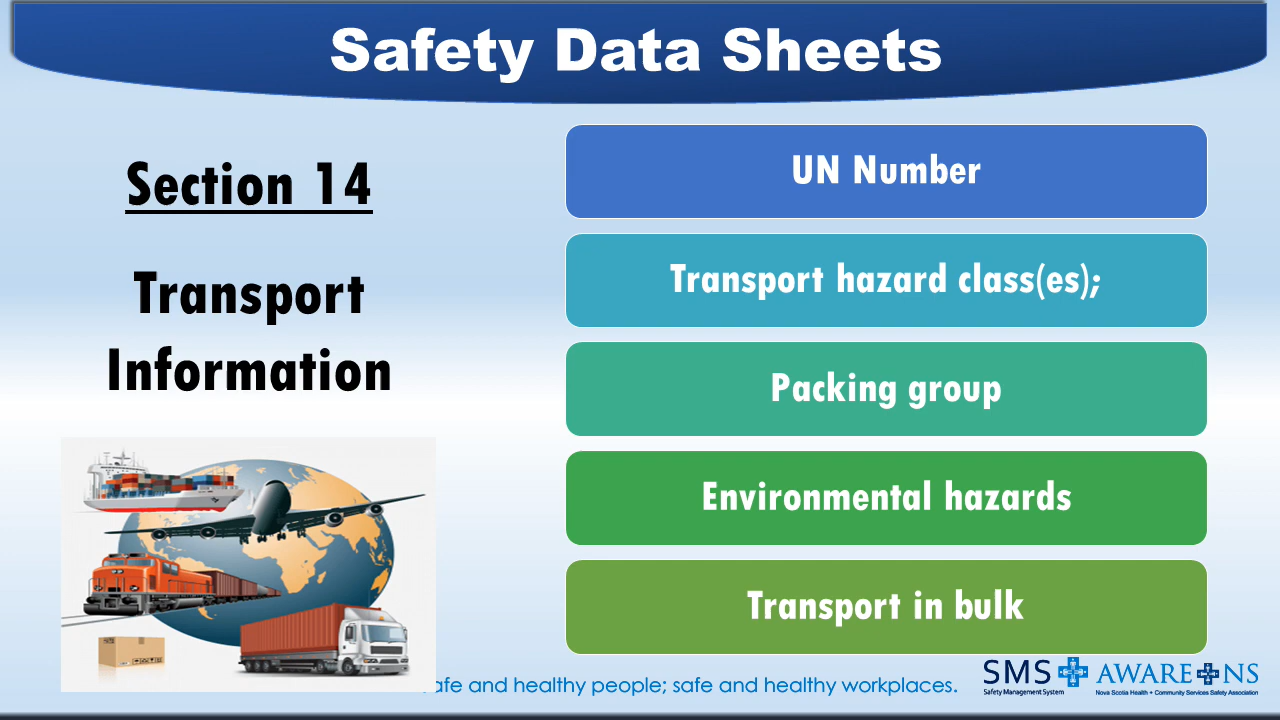 Safety Data Sheets
Section 14
Transport
Information
UN Number
Transport hazard class(es);
Packing group
Environmental hazards
Transport in bulk
afe and healthy people; safe and healthy workplaces.
SMS
Safety Management System
AWARE NS
Nova Scotia Health + Community Services Safety Association